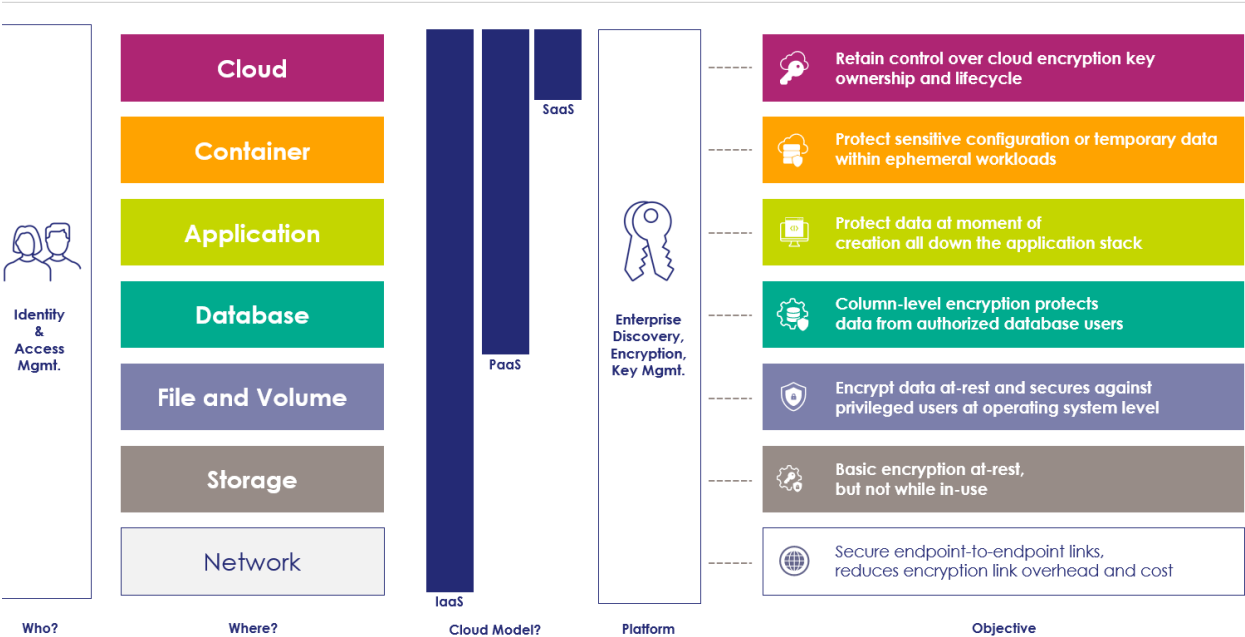 Cloud
Container
Application
Database
File and Volume
Storage
Network
Identity
&
Access
Mgmt.
SaaS
PaaS
IaaS
Enterprise
Discovery,
Encryption,
Key Mgmt.
Retain control over cloud encryption key
ownership and lifecycle
Protect sensitive configuration or temporary data
within ephemeral workloads
Protect data at moment of
creation all down the application stack
Column-level encryption protects
data from authorized database users
Encrypt data at-rest and secures against
privileged users at operating system level
Basic encryption at-rest,
but not while in-use
Secure endpoint-to-endpoint links,
reduces encryption link overhead and cost
Who?
Where?
Cloud Model?
Platform
Objective